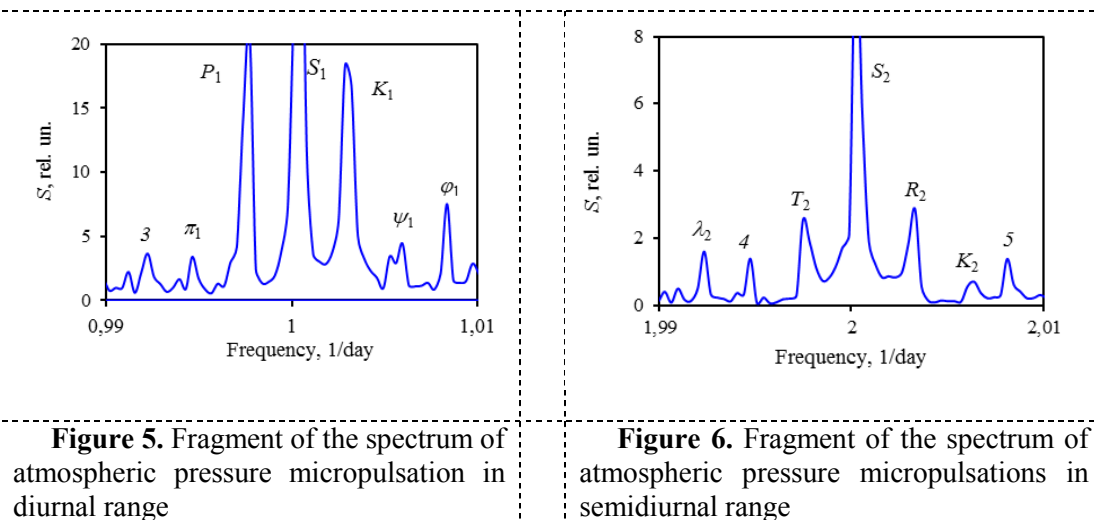 20
15
10
5
0
S, rel. un.
P₁
S₁
K₁
3
π₁
ψ₁
φ₁
0,99
1
1,01
Frequency, 1/day
8
6
4
2
0
S, rel. un.
S₂
T₂
R₂
λ₂
4
K₂
5
1,99
2
2,01
Frequency, 1/day
Figure 5. Fragment of the spectrum of
atmospheric pressure micropulsation in
diurnal range
Figure 6. Fragment of the spectrum of
atmospheric pressure micropulsations in
semidiurnal range